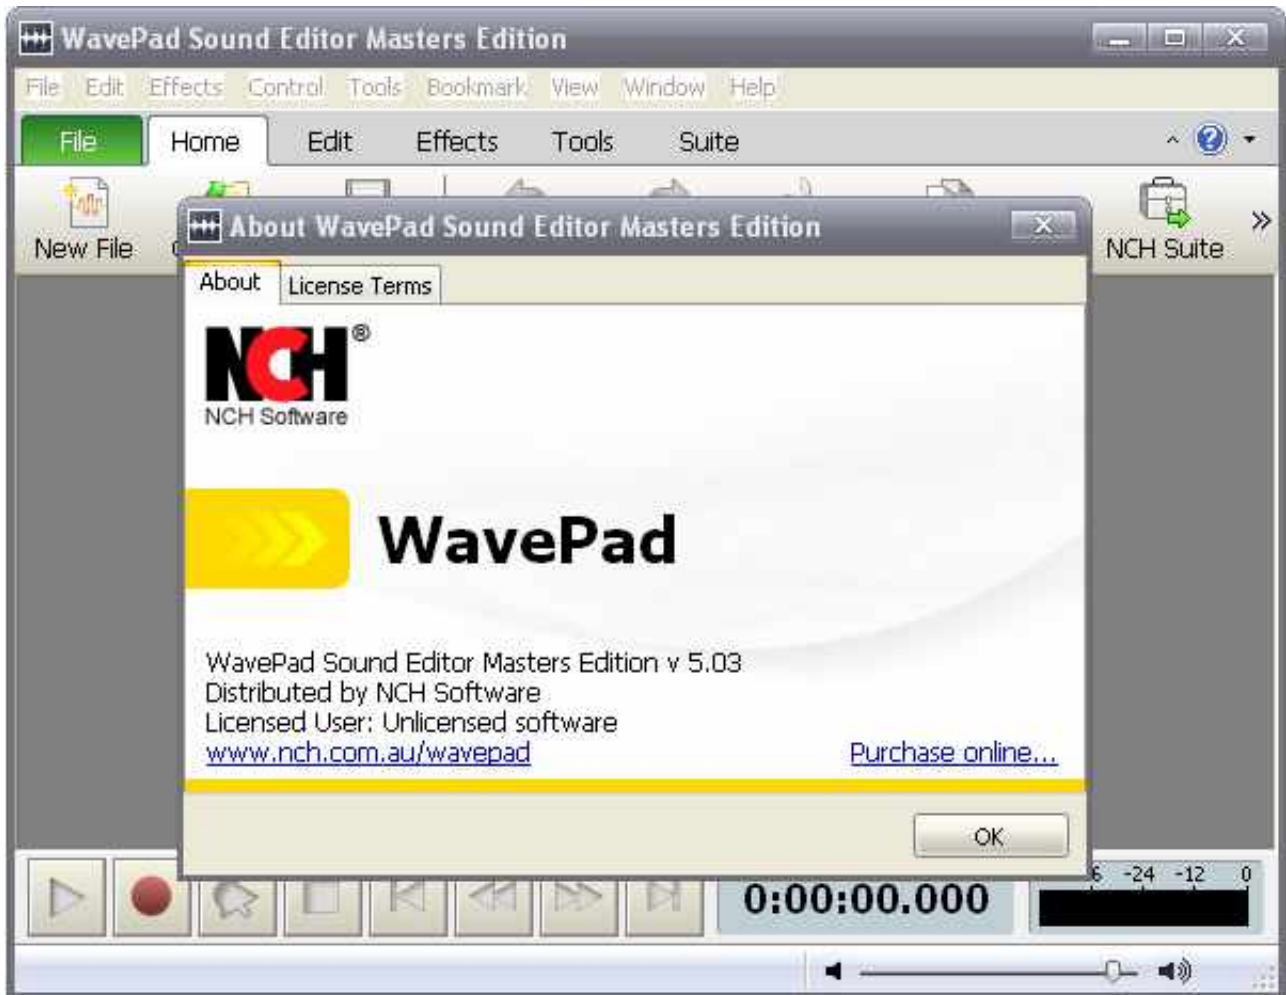 WavePad Sound Editor Masters Edition
File Edit Effects Control Tools Bookmark View Window Help
File Home Edit Effects Tools Suite
New File
NCH Suite
About WavePad Sound Editor Masters Edition
About License Terms
NCH®
NCH Software
WavePad
WavePad Sound Editor Masters Edition v 5.03
Distributed by NCH Software
Licensed User: Unlicensed software
www.nch.com.au/wavepad Purchase online...
OK
6 -24 -12 0
0:00:00.000